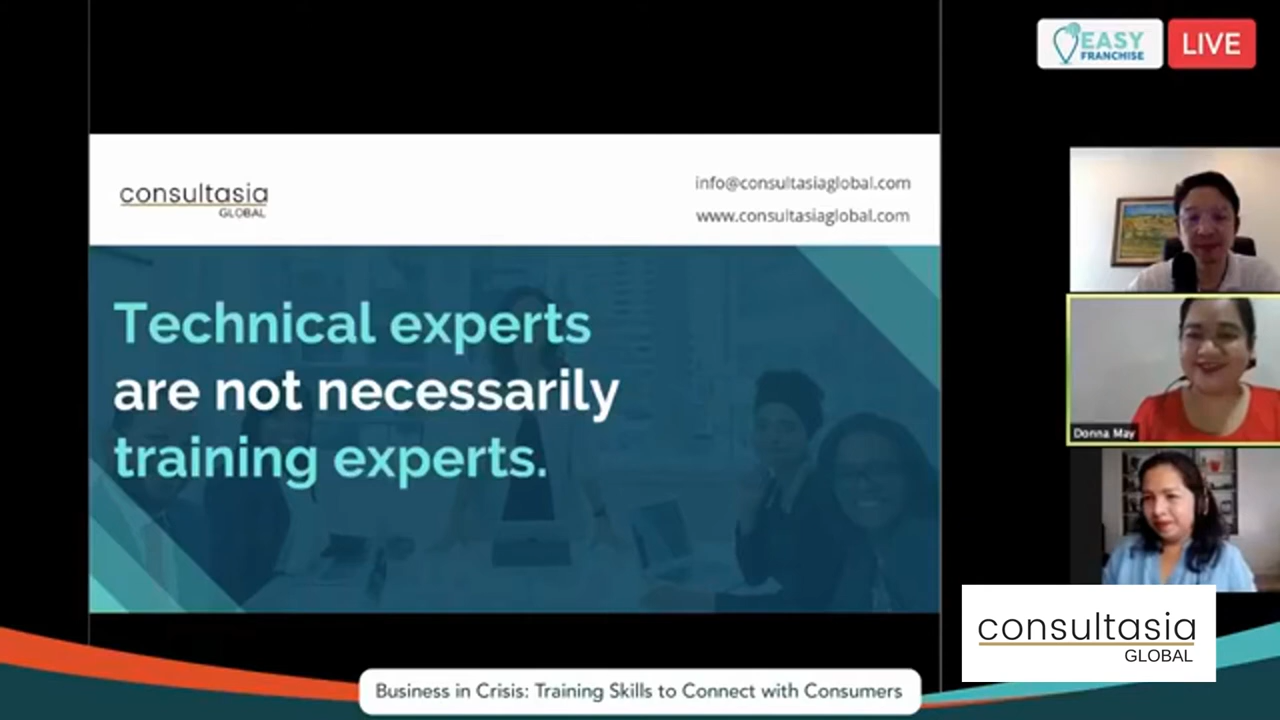 EASY
FRANCHISE
LIVE
consultasia
GLOBAL
info@consultasiaglobal.com
www.consultasiaglobal.com
Technical experts
are not necessarily
training experts.
Donna May
consultasia
GLOBAL
Business in Crisis: Training Skills to Connect with Consumers